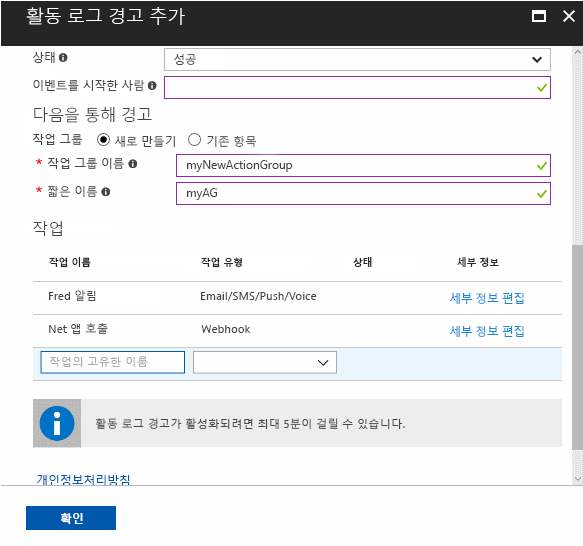 활동 로그 경고 추가
상태 성공
이벤트를 시작한 사람
다음을 통해 경고
작업 그룹 새로 만들기 기존 항목
* 작업 그룹 이름 myNewActionGroup
* 짧은 이름 myAG
작업
작업 이름 작업 유형 상태 세부 정보
Fred 알림 Email/SMS/Push/Voice 세부 정보 편집
Net 앱 호출 Webhook 세부 정보 편집
작업의 고유한 이름
활동 로그 경고가 활성화되려면 최대 5분이 걸릴 수 있습니다.
개인정보처리방침
확인